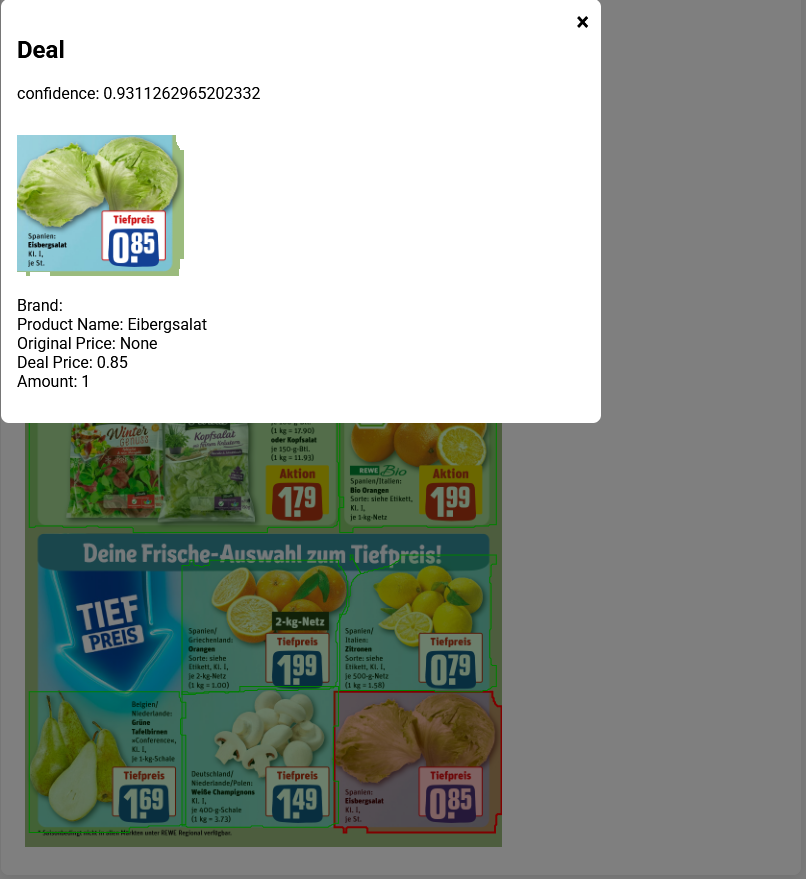 ×
Deal
confidence: 0.9311262965202332
Tiefpreis
0.85
Spanien:
Eisbergsalat
Kl. I,
je St.
Brand:
Product Name: Eibergsalat
Original Price: None
Deal Price: 0.85
Amount: 1
Winter
Genuss
Kopfsalat
(1 kg = 17.90)
oder Kopfsalat
je 150-g-Btl.
(1 kg = 11.93)
Aktion
1.79
REWE Bio
Spanien/Italien:
Bio Orangen
Sorte: siehe Etikett,
Kl. I,
je 1-kg-Netz
Aktion
1.99
Deine Frische-Auswahl zum Tiefpreis!
TIEF
PREIS
Spanien/
Griechenland:
Orangen
Sorte: siehe
Etikett, Kl. I,
je 2-kg-Netz
(1 kg = 1.00)
2-kg-Netz
Tiefpreis
1.99
Spanien/
Italien:
Zitronen
Sorte: siehe
Etikett, Kl. I,
je 500-g-Netz
(1 kg = 1.58)
Tiefpreis
0.79
Belgien/
Niederlande:
Grüne
Tafelbirnen
»Conference«,
Kl. I,
je 1-kg-Schale
Tiefpreis
1.69
Deutschland/
Niederlande/Polen:
Weiße Champignons
Kl. I,
je 400-g-Schale
(1 kg = 3.73)
Tiefpreis
1.49
Spanien:
Eisbergsalat
Kl. I,
je St.
Tiefpreis
0.85
nicht in allen Märkten unter REWE Regional verfügbar.